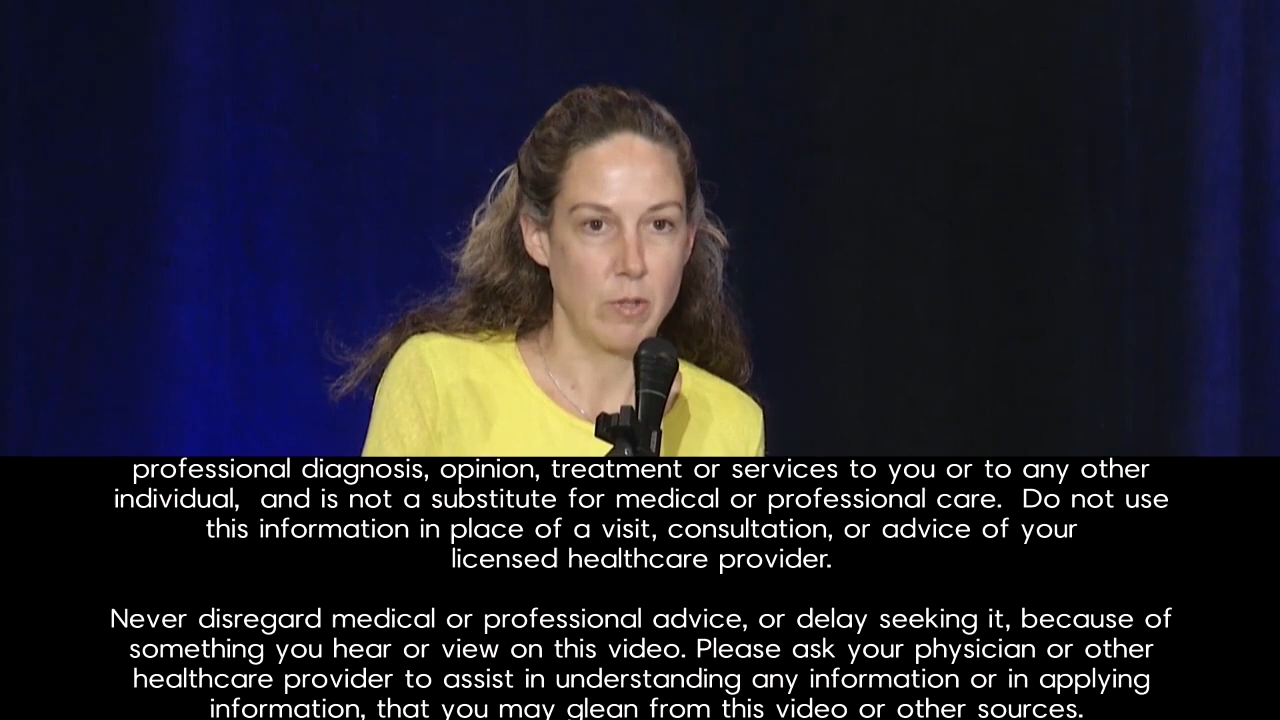 professional diagnosis, opinion, treatment or services to you or to any other
individual,  and is not a substitute for medical or professional care.  Do not use
this information in place of a visit, consultation, or advice of your
licensed healthcare provider.
Never disregard medical or professional advice, or delay seeking it, because of
something you hear or view on this video. Please ask your physician or other
healthcare provider to assist in understanding any information or in applying
information, that you may glean from this video or other sources.